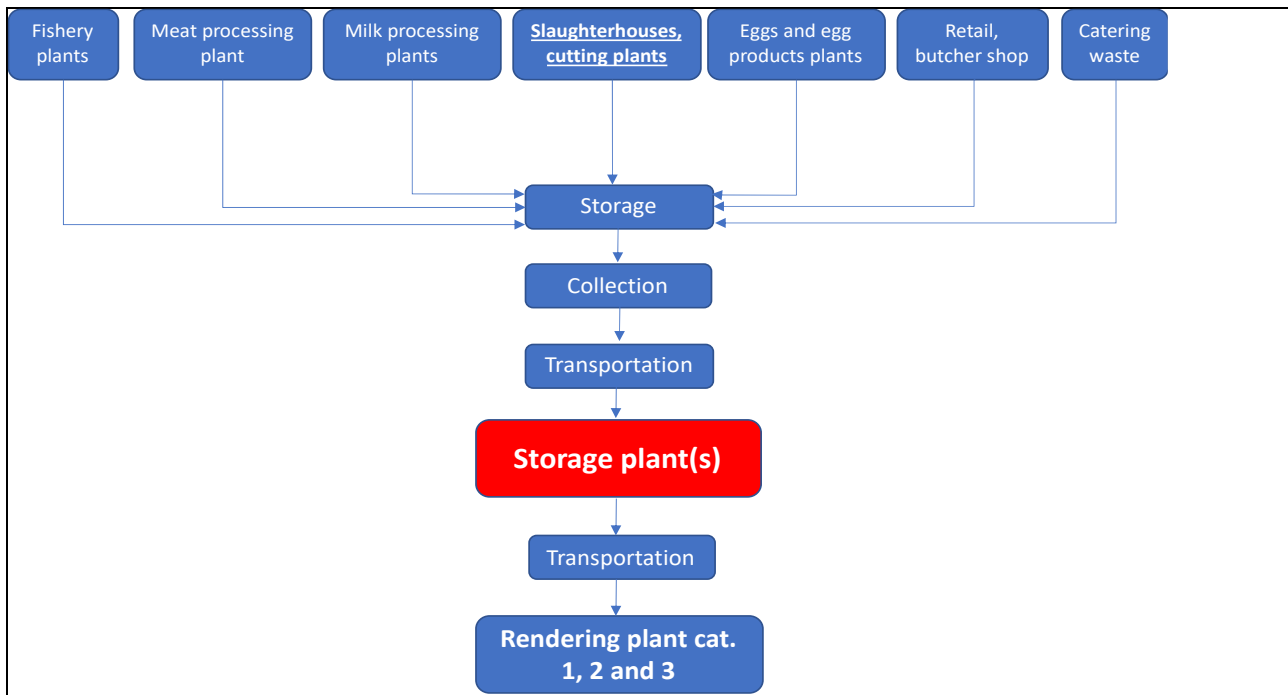 Fishery
plants
Meat processing
plant
Milk processing
plants
Slaughterhouses,
cutting plants
Eggs and egg
products plants
Retail,
butcher shop
Catering
waste
Storage
Collection
Transportation
Storage plant(s)
Transportation
Rendering plant cat.
1, 2 and 3